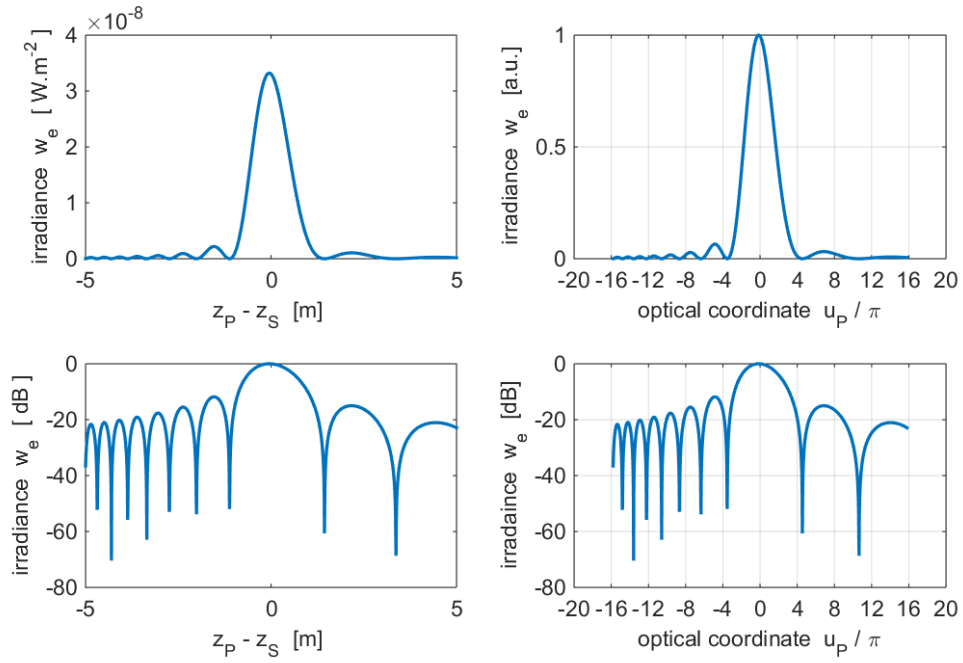 ×10⁻⁸
4
3
2
1
0
irradiance w_e [ W.m⁻² ]
-5 0 5
z_P - z_S [m]
1
0.5
0
irradiance w_e [a.u.]
-20 -16 -12 -8 -4 0 4 8 12 16 20
optical coordinate u_P / π
0
-20
-40
-60
-80
irradiance w_e [ dB ]
-5 0 5
z_P - z_S [m]
0
-20
-40
-60
-80
irradaince w_e [dB]
-20 -16 -12 -8 -4 0 4 8 12 16 20
optical coordinate u_P / π